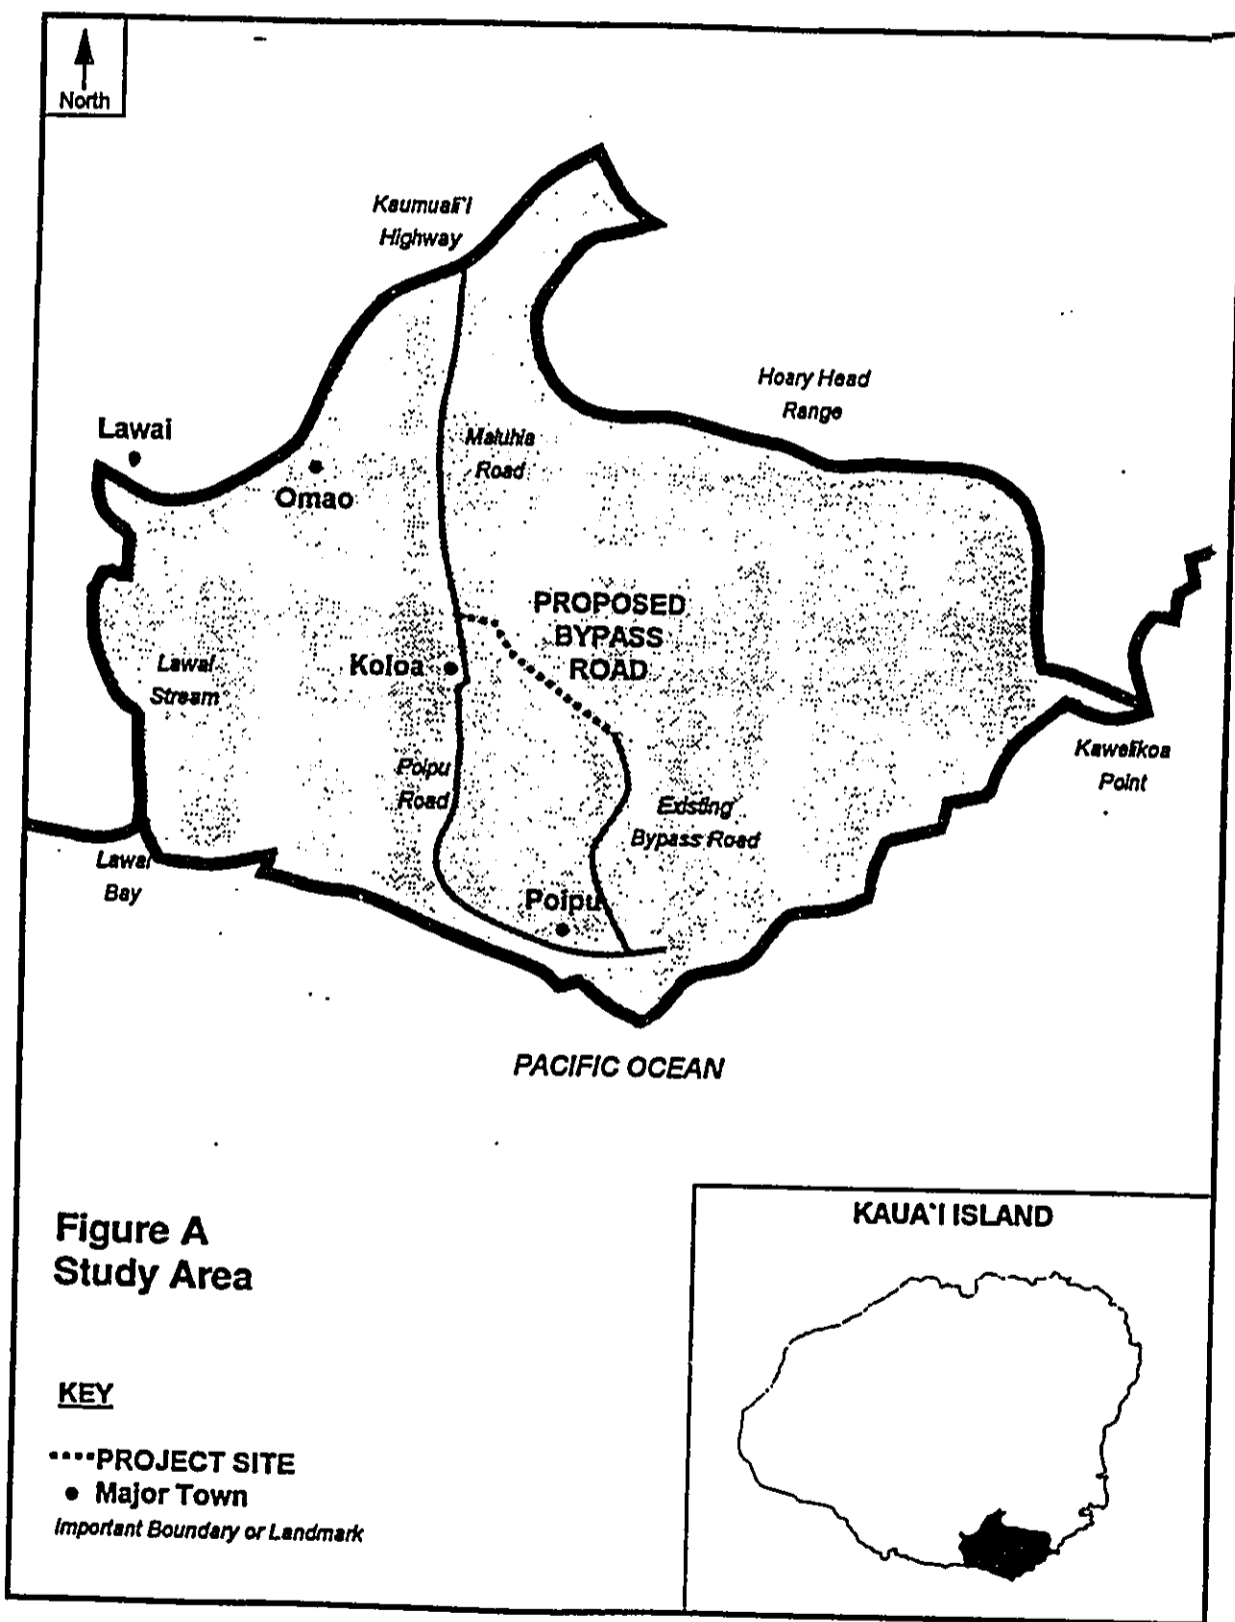 North
Kaumuali`i
Highway
Hoary Head
Range
Lawai
Maluhia
Road
Omao
PROPOSED
BYPASS
ROAD
Koloa
Lawai
Stream
Kawelikoa
Point
Poipu
Road
Existing
Bypass Road
Lawai
Bay
Poipu
PACIFIC OCEAN
Figure A
Study Area
KAUA`I ISLAND
KEY
PROJECT SITE
Major Town
Important Boundary or Landmark